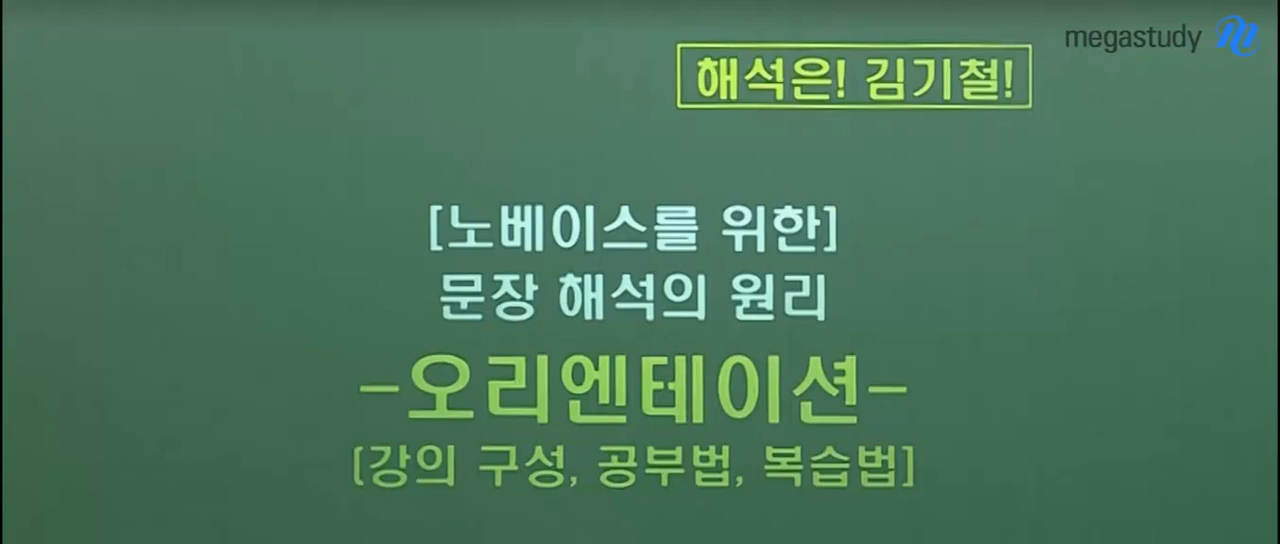 megastudy
해석은! 김기철!
[노베이스를 위한]
문장 해석의 원리
-오리엔테이션-
[강의 구성, 공부법, 복습법]